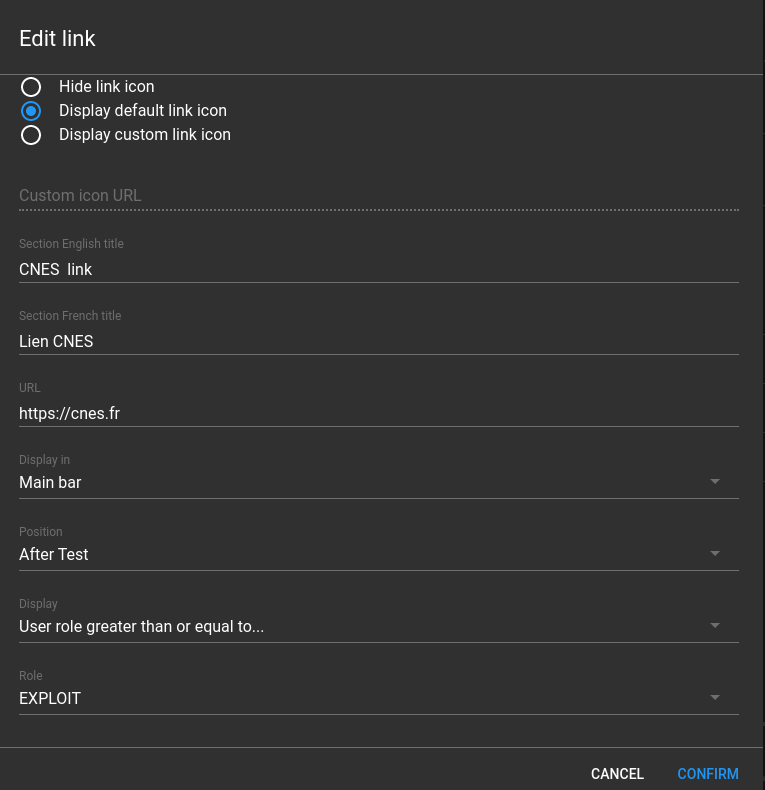 Edit link
Hide link icon
Display default link icon
Display custom link icon
Custom icon URL
Section English title
CNES  link
Section French title
Lien CNES
URL
https://cnes.fr
Display in
Main bar
Position
After Test
Display
User role greater than or equal to...
Role
EXPLOIT
CANCEL CONFIRM